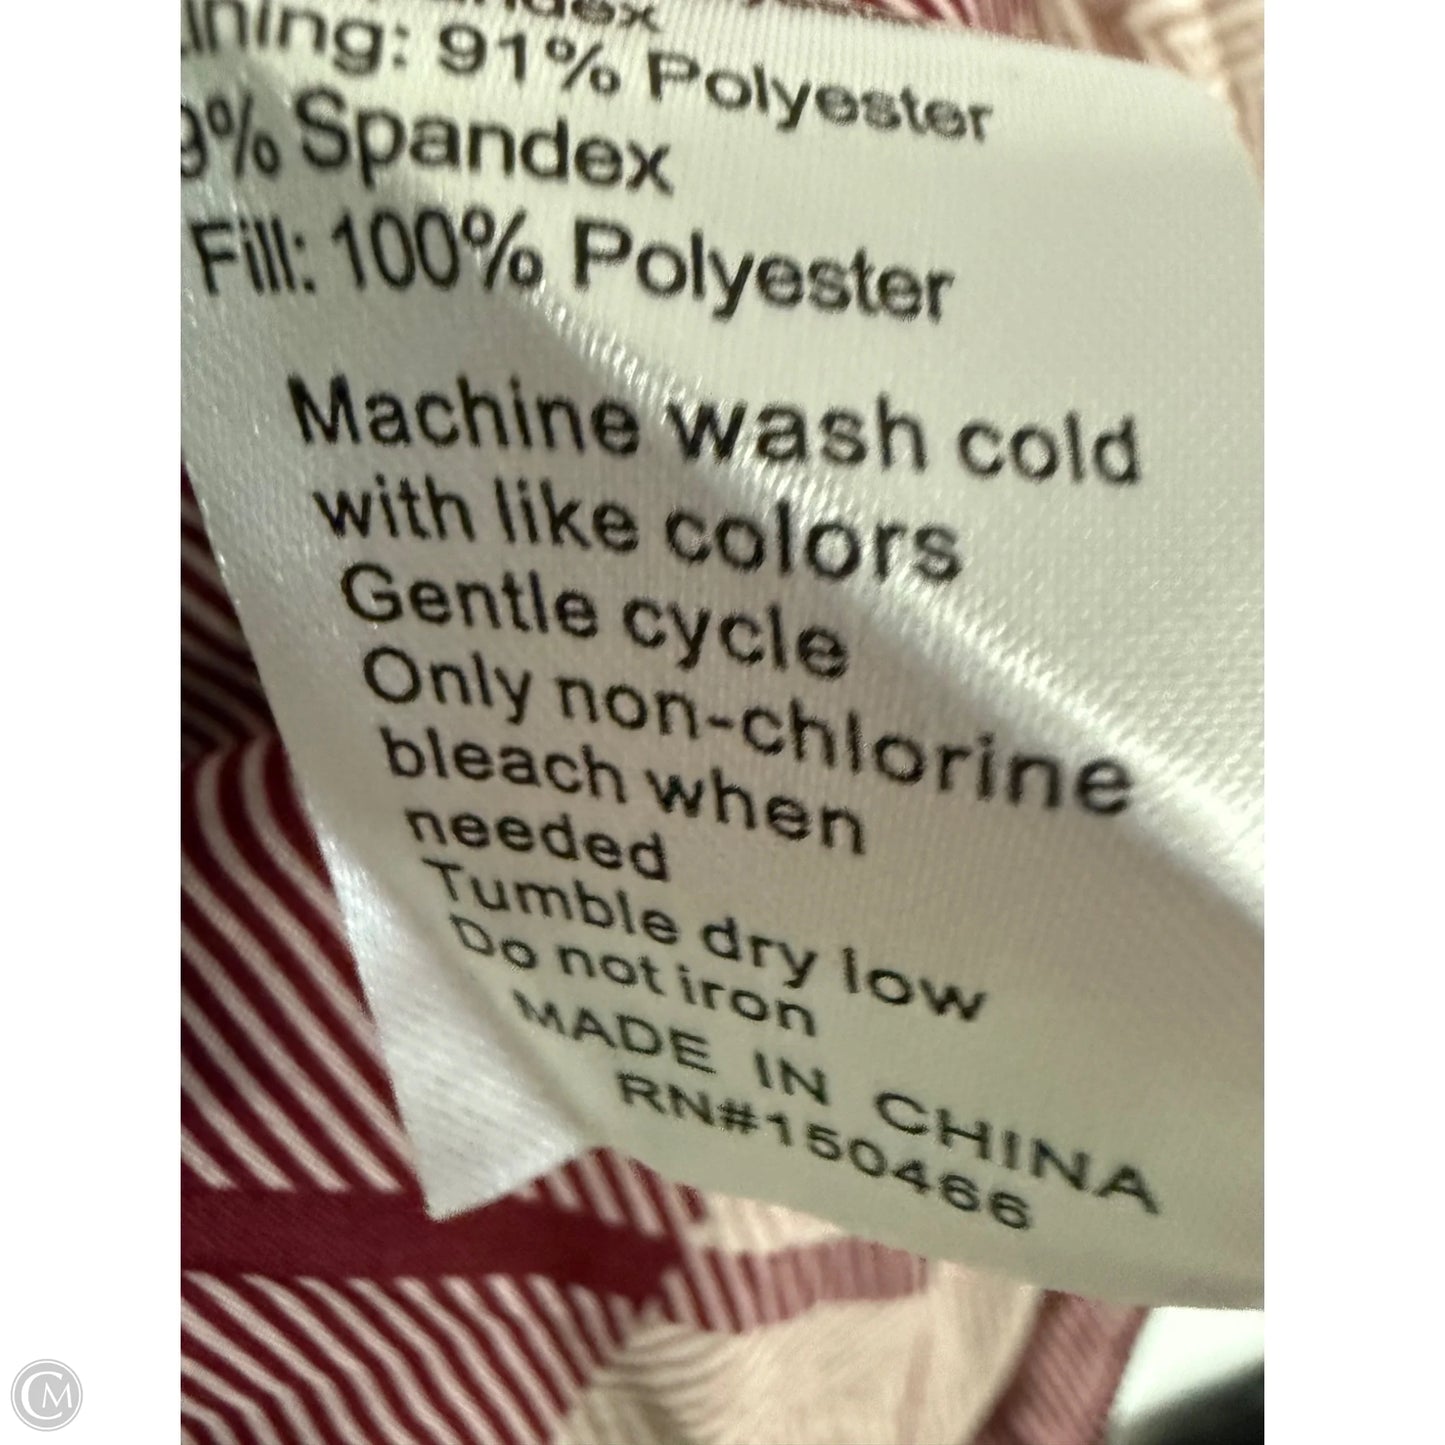 Lining: 91% Polyester
9% Spandex
Fill: 100% Polyester
Machine wash cold
with like colors
Gentle cycle
Only non-chlorine
bleach when
needed
Tumble dry low
Do not iron
MADE IN CHINA
RN#150466
CM